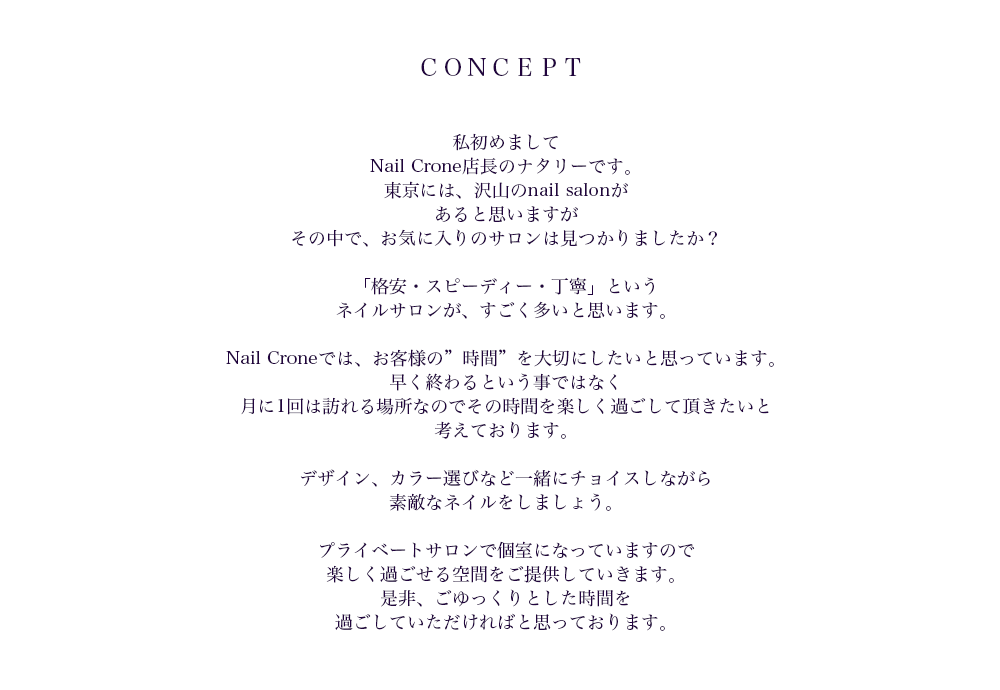 CONCEPT
私初めまして
Nail Crone店長のナタリーです。
東京には、沢山のnail salonが
あると思いますが
その中で、お気に入りのサロンは見つかりましたか？
「格安・スピーディー・丁寧」という
ネイルサロンが、すごく多いと思います。
Nail Croneでは、お客様の”時間”を大切にしたいと思っています。
早く終わるという事ではなく
月に1回は訪れる場所なのでその時間を楽しく過ごして頂きたいと
考えております。
デザイン、カラー選びなど一緒にチョイスしながら
素敵なネイルをしましょう。
プライベートサロンで個室になっていますので
楽しく過ごせる空間をご提供していきます。
是非、ごゆっくりとした時間を
過ごしていただければと思っております。